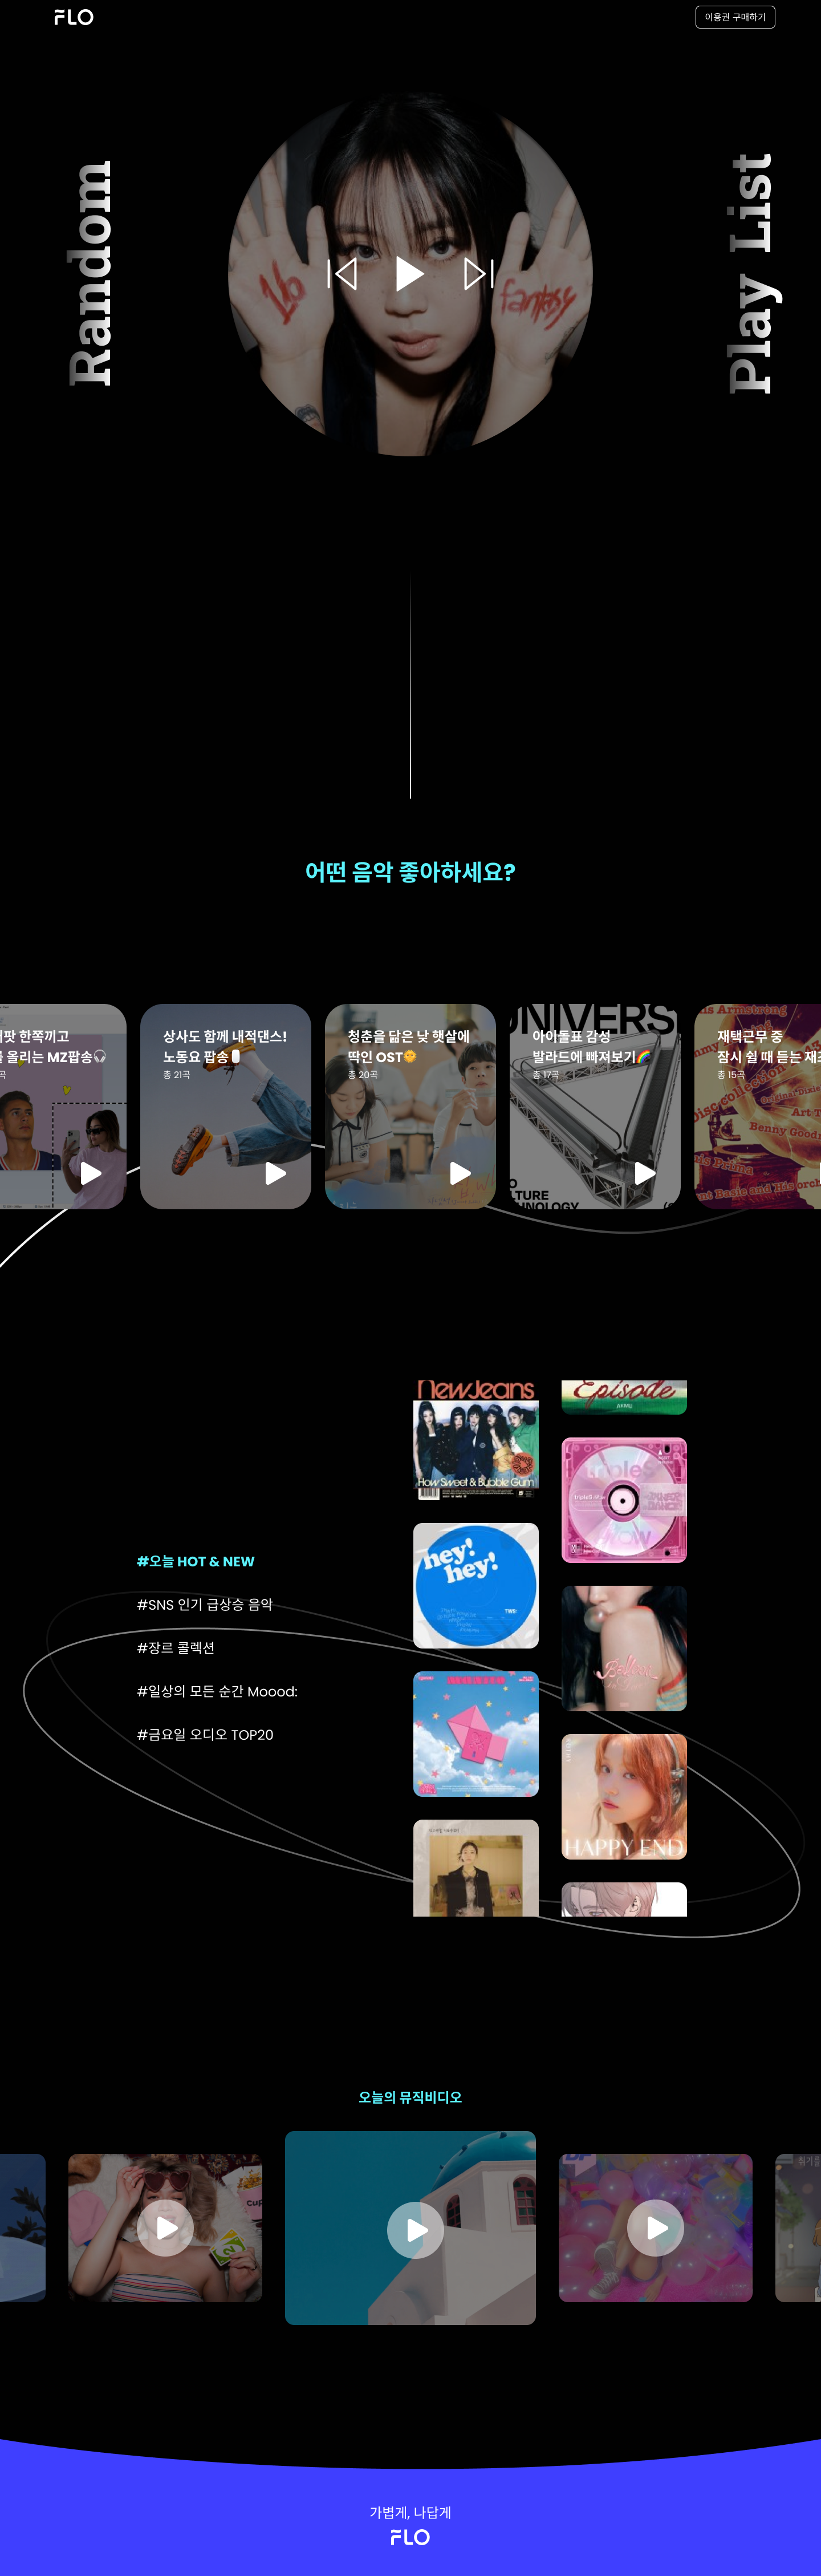 FLO
이용권 구매하기
Random
Play List
16
fantasy
어떤 음악 좋아하세요?
한쪽끼고
올리는 MZ팝송🎧
상사도 함께 내적댄스!
노동요 팝송
총 21곡
청춘을 닮은 낮 햇살에
딱인 OST
총 20곡
아이돌표 감성
발라드에 빠져보기🌈
총 17곡
재택근무 중
잠시 쉴 때 듣는
총 15곡
NewJeans
How Sweet & Bubble Gum
Episode
AKMU
tripleS
hey!
hey!
TWS
HAPPY END
#오늘 HOT & NEW
#SNS 인기 급상승 음악
#장르 콜렉션
#일상의 모든 순간 Moood:
#금요일 오디오 TOP20
오늘의 뮤직비디오
가볍게, 나답게
FLO